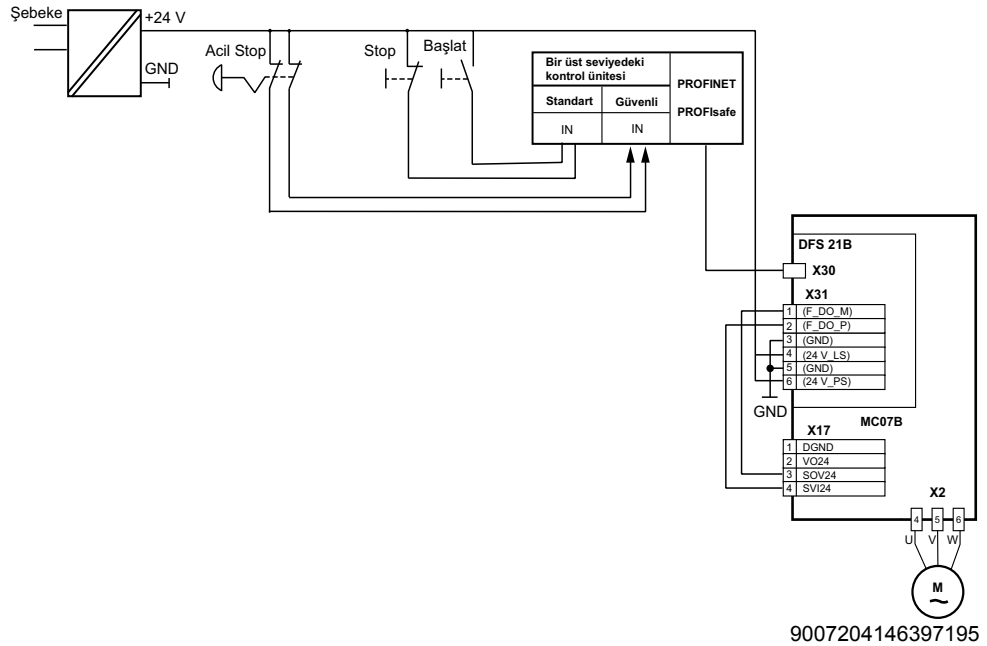 Şebeke
+24 V
GND
Acil Stop
Stop
Başlat
Bir üst seviyedeki
kontrol ünitesi
PROFINET
PROFIsafe
Standart
Güvenli
IN
IN
DFS 21B
X30
X31
1 (F_DO_M)
2 (F_DO_P)
3 (GND)
4 (24 V_LS)
5 (GND)
6 (24 V_PS)
GND
MC07B
X17
1 DGND
2 VO24
3 SOV24
4 SVI24
X2
4 5 6
U V W
M
~
9007204146397195